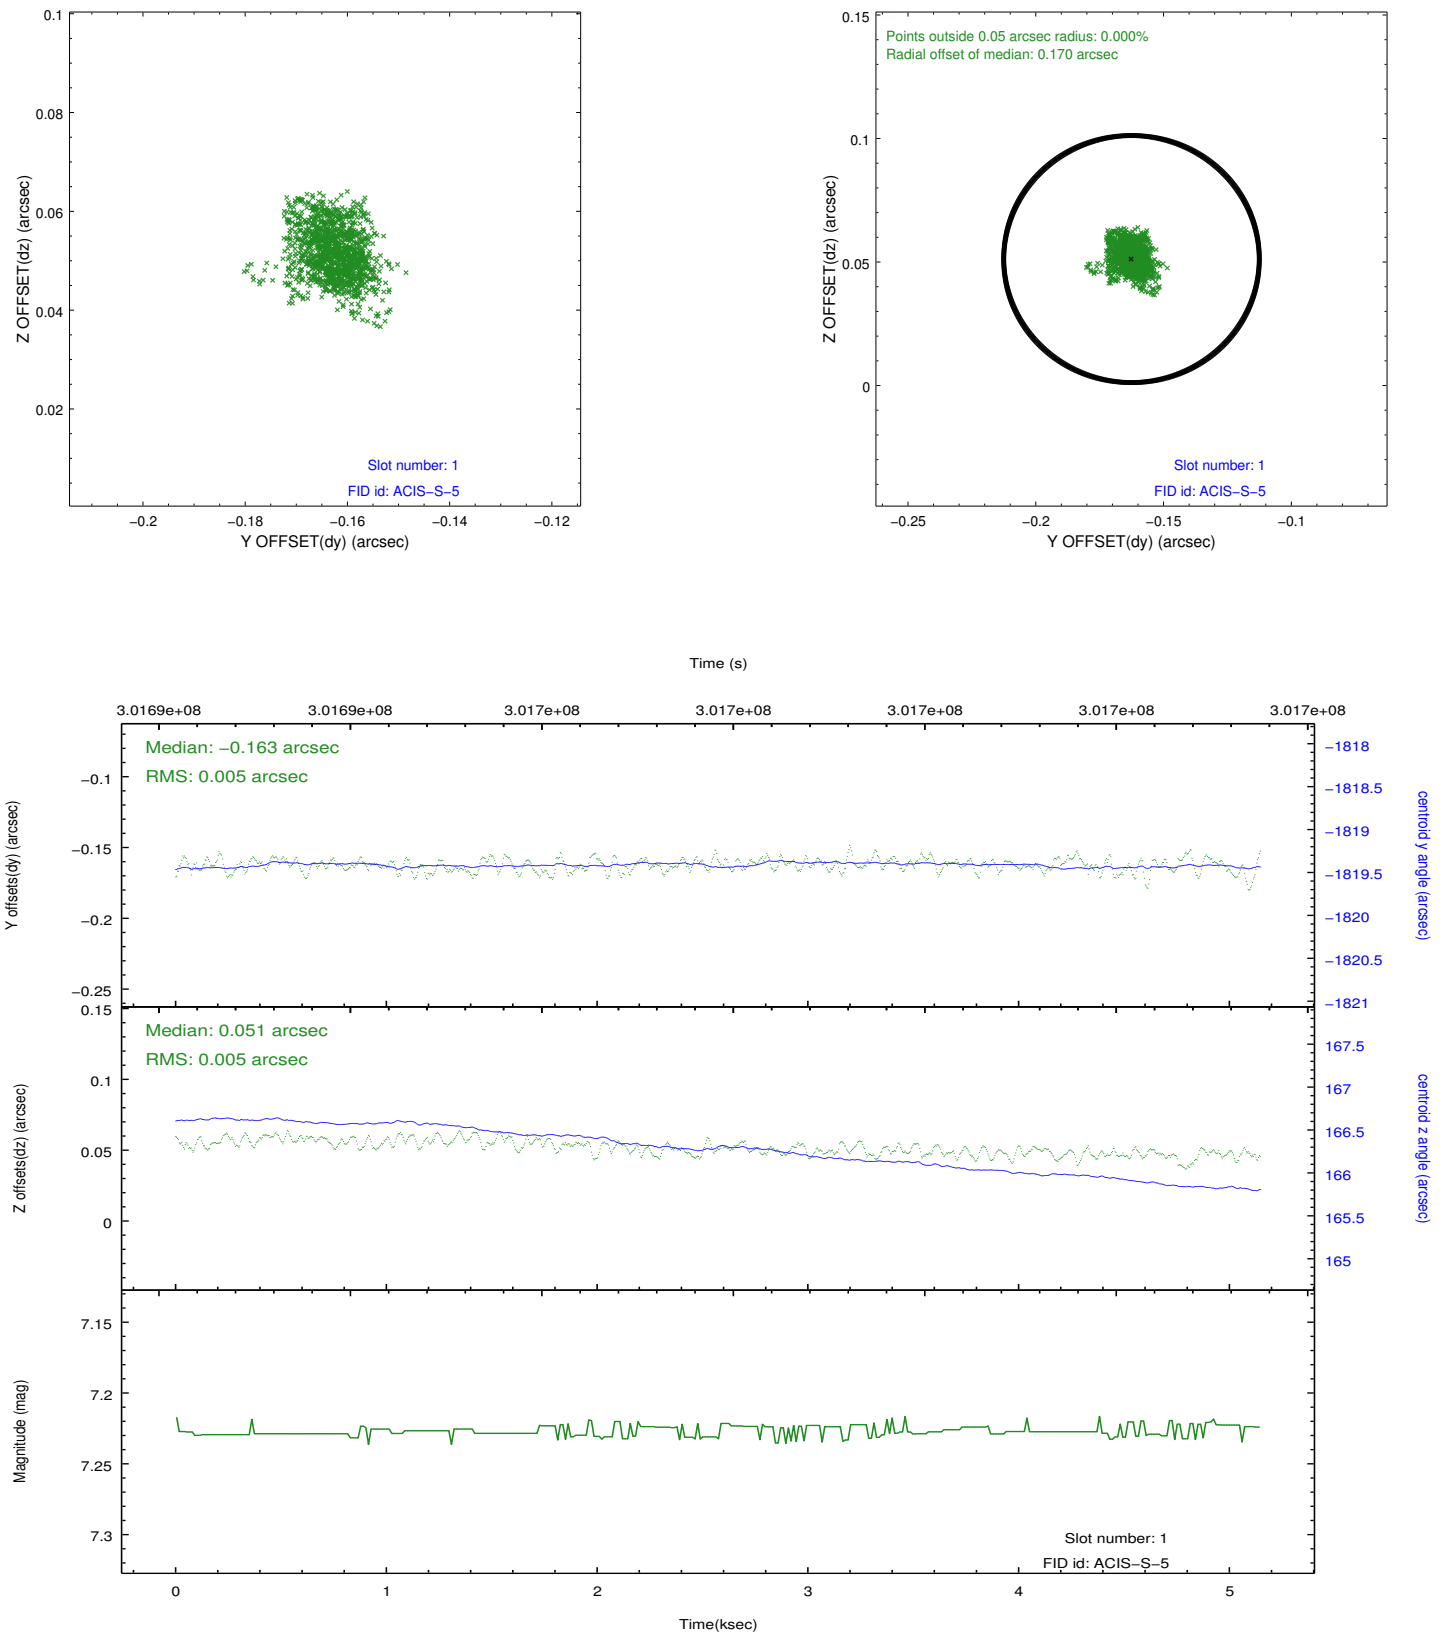 0.1
0.08
0.06
0.04
0.02
Z OFFSET(dz) (arcsec)
Slot number: 1
FID id: ACIS−S−5
−0.2
−0.18
−0.16
−0.14
−0.12
Y OFFSET(dy) (arcsec)
0.15
0.1
0.05
0
Z OFFSET(dz) (arcsec)
Points outside 0.05 arcsec radius: 0.000%
Radial offset of median: 0.170 arcsec
Slot number: 1
FID id: ACIS−S−5
−0.25
−0.2
−0.15
−0.1
Y OFFSET(dy) (arcsec)
Time (s)
3.0169e+08
3.0169e+08
3.017e+08
3.017e+08
3.017e+08
3.017e+08
3.017e+08
Median: −0.163 arcsec
RMS: 0.005 arcsec
−0.1
−0.15
−0.2
−0.25
Y offsets(dy) (arcsec)
−1818
−1818.5
−1819
−1819.5
−1820
−1820.5
−1821
centroid y angle (arcsec)
Median: 0.051 arcsec
RMS: 0.005 arcsec
0.15
0.1
0.05
0
Z offsets(dz) (arcsec)
167.5
167
166.5
166
165.5
165
centroid z angle (arcsec)
7.15
7.2
7.25
7.3
Magnitude (mag)
Slot number: 1
FID id: ACIS−S−5
0
1
2
3
4
5
Time(ksec)